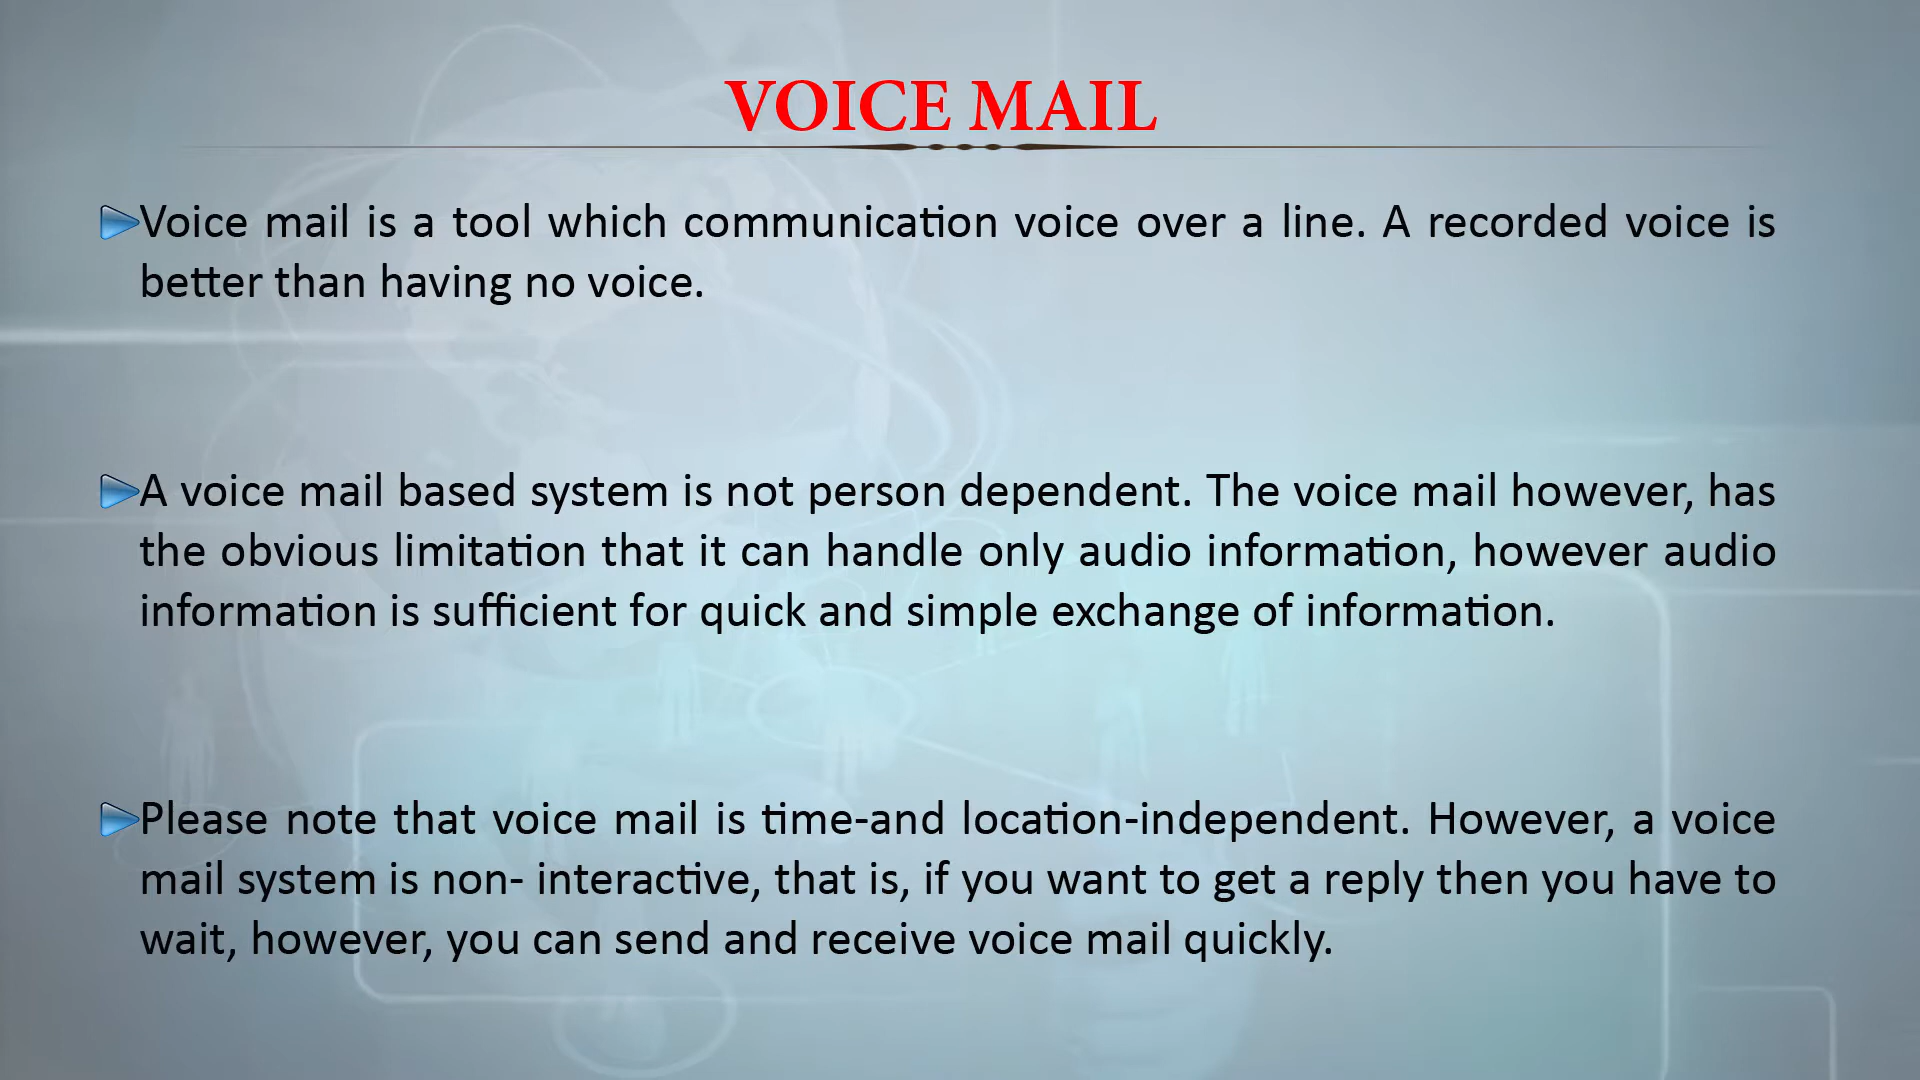 VOICE MAIL
Voice mail is a tool which communication voice over a line. A recorded voice is
better than having no voice.
A voice mail based system is not person dependent. The voice mail however, has
the obvious limitation that it can handle only audio information, however audio
information is sufficient for quick and simple exchange of information.
Please note that voice mail is time-and location-independent. However, a voice
mail system is non- interactive, that is, if you want to get a reply then you have to
wait, however, you can send and receive voice mail quickly.